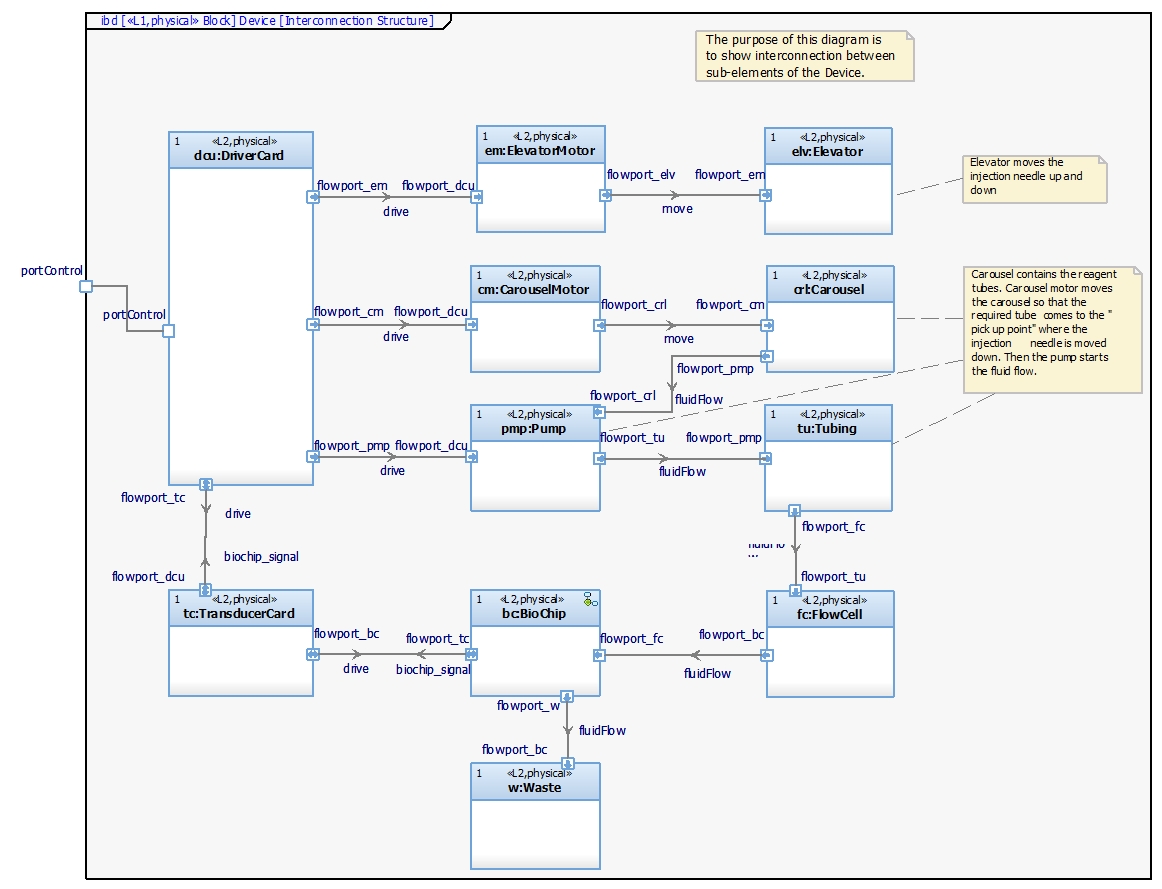 ibd [«L1,physical» Block] Device [Interconnection Structure]
The purpose of this diagram is
to show interconnection between
sub-elements of the Device.
1 «L2,physical»
dcu:DriverCard
1 «L2,physical»
em:ElevatorMotor
1 «L2,physical»
elv:Elevator
Elevator moves the
injection needle up and
down
flowport_em flowport_dcu
drive
flowport_elv flowport_em
move
portControl
portControl
1 «L2,physical»
cm:CarouselMotor
1 «L2,physical»
crl:Carousel
Carousel contains the reagent
tubes. Carousel motor moves
the carousel so that the
required tube comes to the "
pick up point" where the
injection needle is moved
down. Then the pump starts
the fluid flow.
flowport_cm flowport_dcu
drive
flowport_crl flowport_cm
move
flowport_pmp
flowport_crl fluidFlow
1 «L2,physical»
pmp:Pump
1 «L2,physical»
tu:Tubing
flowport_pmp flowport_dcu
drive
flowport_tu flowport_pmp
fluidFlow
flowport_tc
drive
biochip_signal
flowport_dcu
flowport_fc
flowport_tu
1 «L2,physical»
tc:TransducerCard
1 «L2,physical»
bc:BioChip
1 «L2,physical»
fc:FlowCell
flowport_bc flowport_tc
drive biochip_signal
flowport_fc flowport_bc
fluidFlow
flowport_w
fluidFlow
flowport_bc
1 «L2,physical»
w:Waste